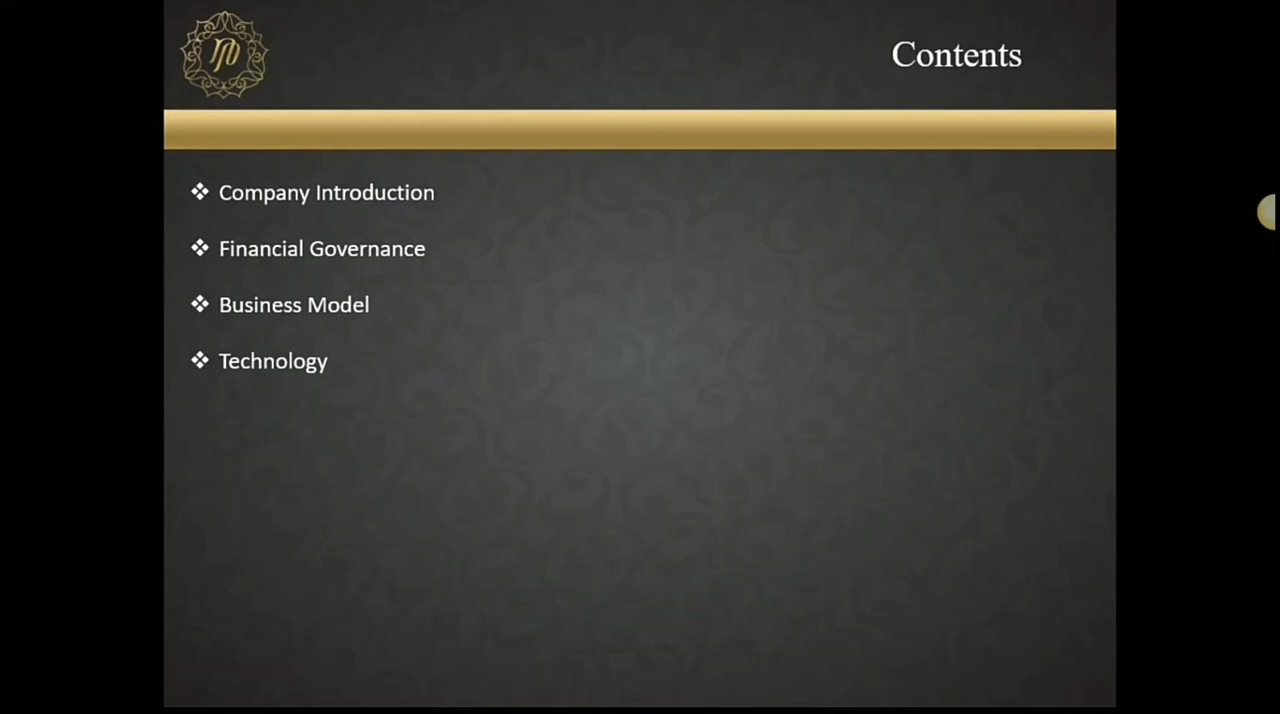 Contents
Company Introduction
Financial Governance
Business Model
Technology